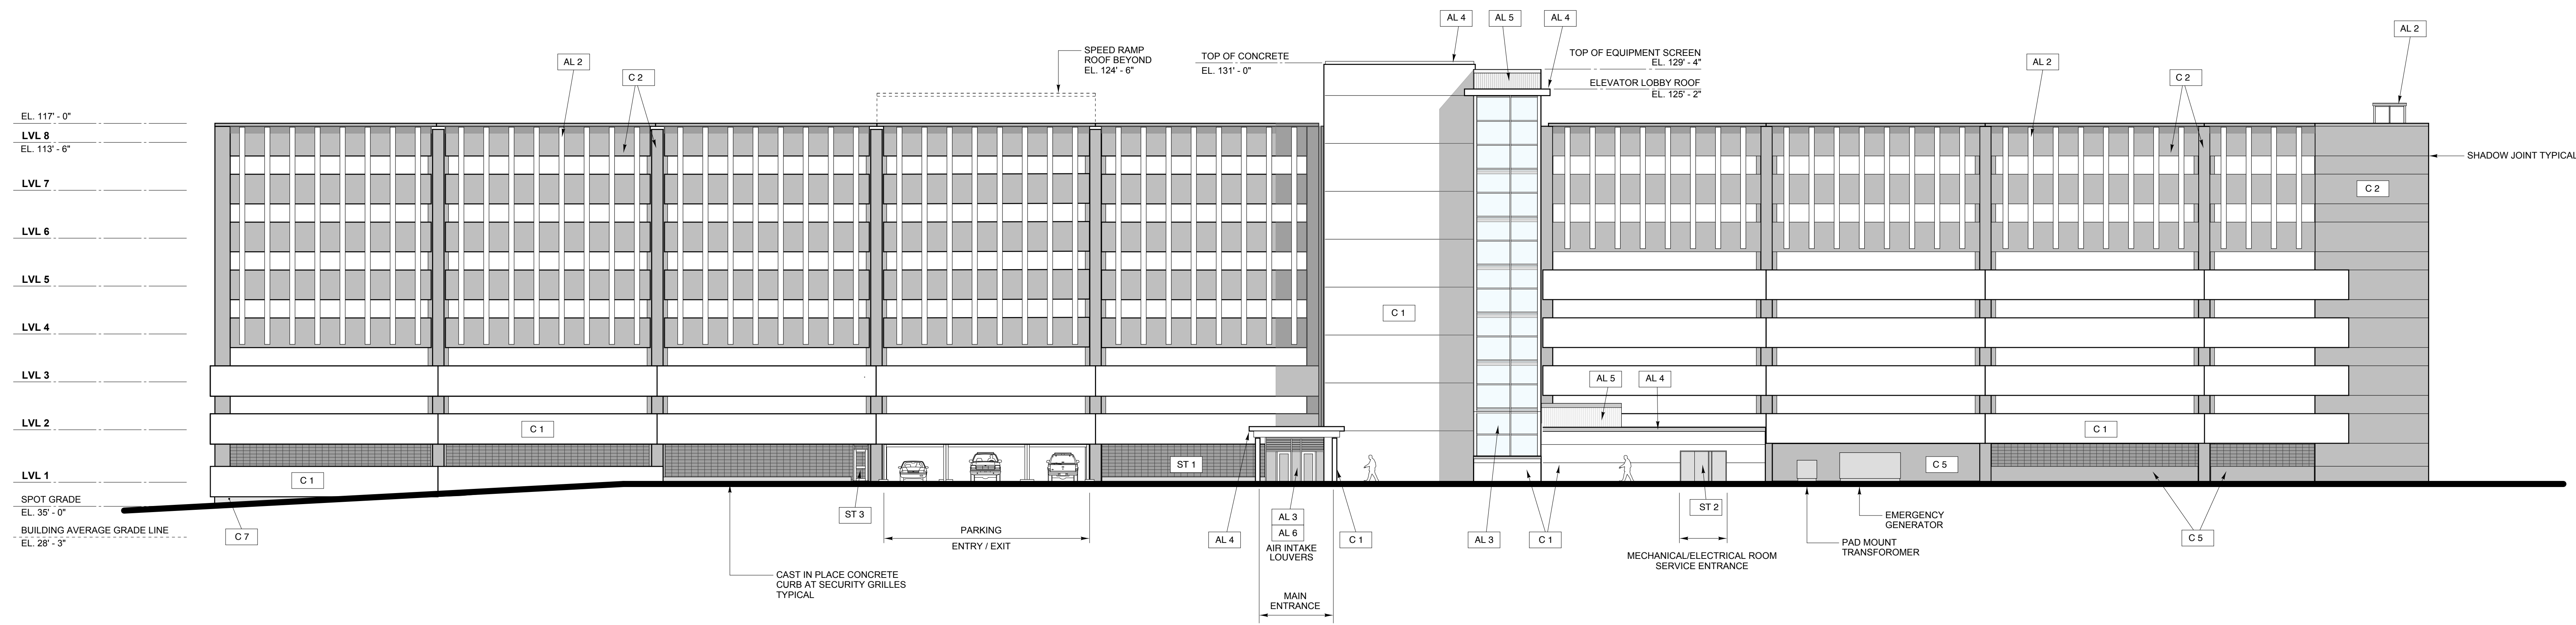 AL 4
AL 5
AL 4
AL 2
AL 2
C 2
SPEED RAMP
ROOF BEYOND
EL. 124' - 6"
TOP OF CONCRETE
EL. 131' - 0"
TOP OF EQUIPMENT SCREEN
EL. 129' - 4"
ELEVATOR LOBBY ROOF
EL. 125' - 2"
AL 2
C 2
EL. 117' - 0"
LVL 8
EL. 113' - 6"
SHADOW JOINT TYPICAL
LVL 7
C 2
LVL 6
LVL 5
C 1
LVL 4
LVL 3
AL 5
AL 4
LVL 2
C 1
C 1
ST 1
C 5
LVL 1
C 1
SPOT GRADE
EL. 35' - 0"
BUILDING AVERAGE GRADE LINE
EL. 28' - 3"
C 7
ST 3
PARKING
ENTRY / EXIT
AL 4
AL 3
AL 6
AIR INTAKE
LOUVERS
C 1
AL 3
C 1
ST 2
MECHANICAL/ELECTRICAL ROOM
SERVICE ENTRANCE
EMERGENCY
GENERATOR
PAD MOUNT
TRANSFOROMER
C 5
CAST IN PLACE CONCRETE
CURB AT SECURITY GRILLES
TYPICAL
MAIN
ENTRANCE